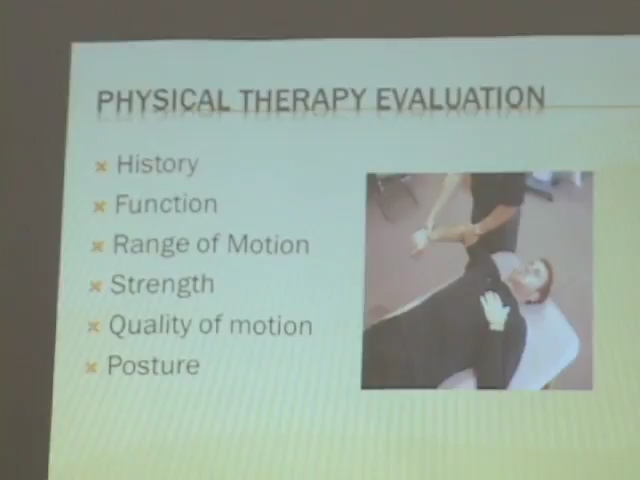 PHYSICAL THERAPY EVALUATION
History
Function
Range of Motion
Strength
Quality of motion
Posture